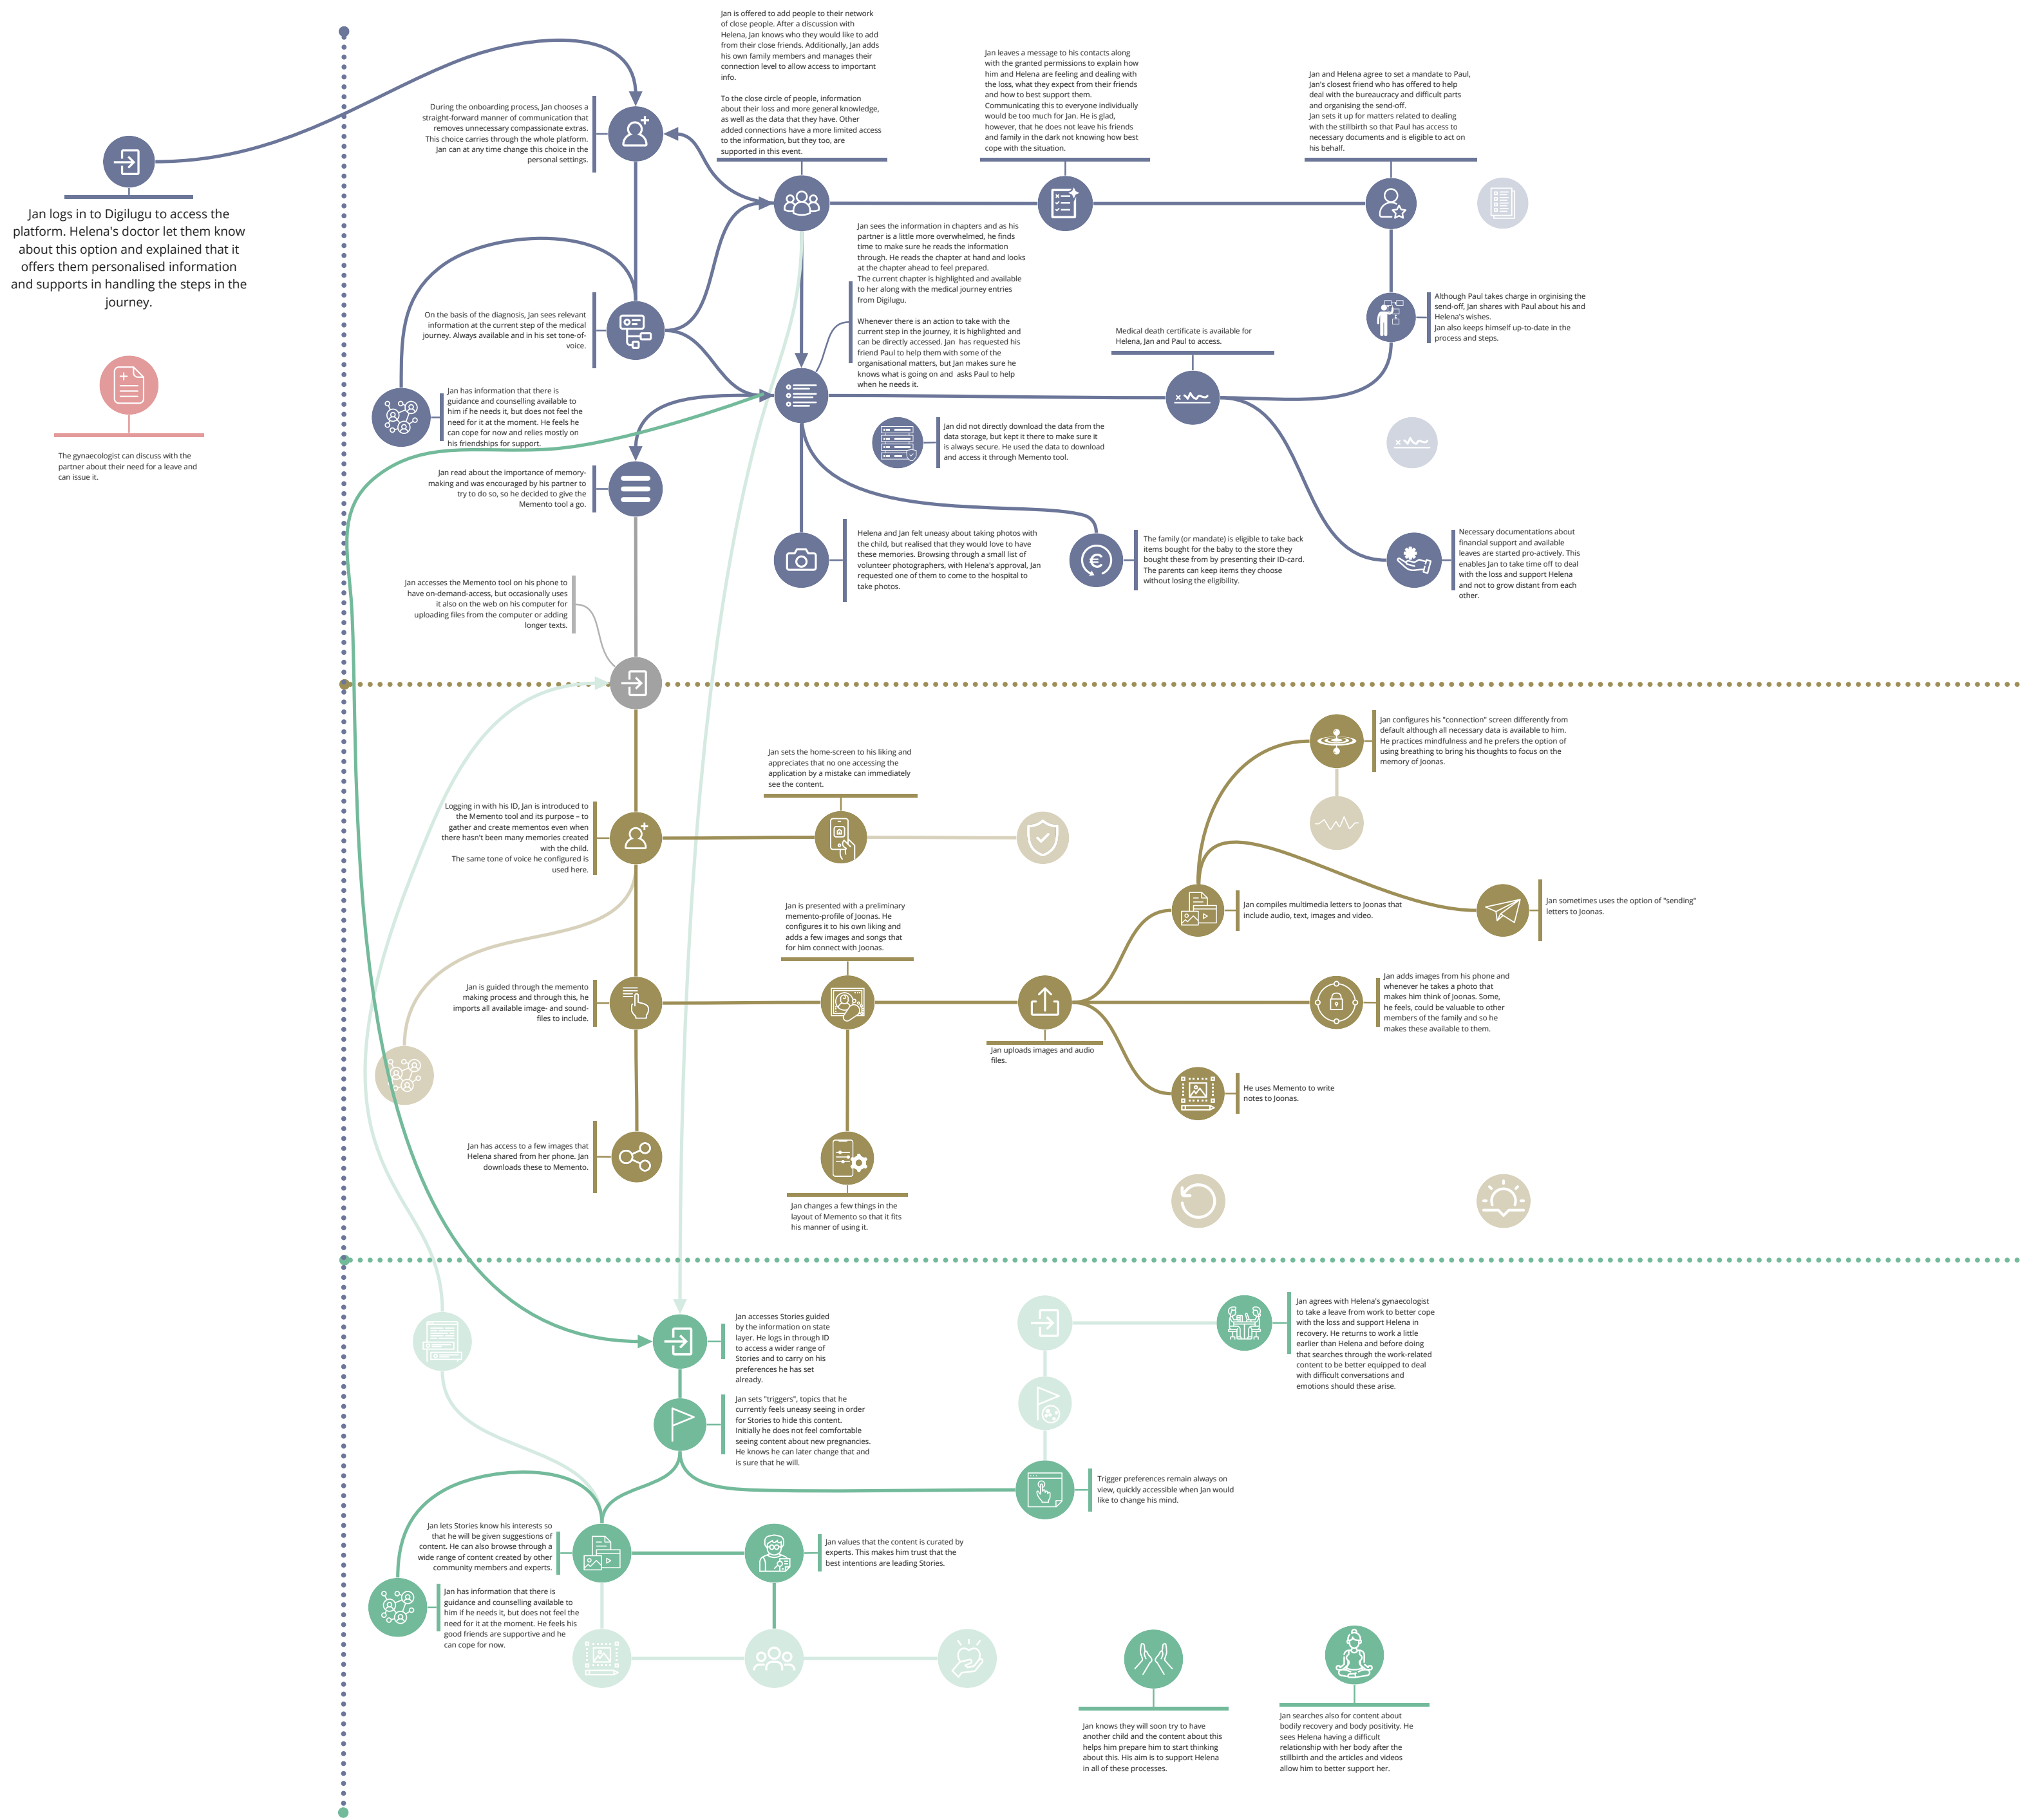 Jan is offered to add people to their network
of close people. After a discussion with
Helena, Jan knows who they would like to add
from their close friends. Additionally, Jan adds
his own family members and manages their
connection level to allow access to important
info.
To the close circle of people, information
about their loss and more general knowledge,
as well as the data that they have. Other
added connections have a more limited access
to the information, but they too, are
supported in this event.
Jan leaves a message to his contacts along
with the granted permissions to explain how
him and Helena are feeling and dealing with
the loss, what they expect from their friends
and how to best support them.
Communicating this to everyone individually
would be too much for Jan. He is glad,
however, that he does not leave his friends
and family in the dark not knowing how best
cope with the situation.
Jan and Helena agree to set a mandate to Paul,
Jan's closest friend who has offered to help
deal with the bureaucracy and difficult parts
and organising the send-off.
Jan sets it up for matters related to dealing
with the stillbirth so that Paul has access to
necessary documents and is eligible to act on
his behalf.
During the onboarding process, Jan chooses a
straight-forward manner of communication that
removes unnecessary compassionate extras.
This choice carries through the whole platform.
Jan can at any time change this choice in the
personal settings.
Jan logs in to Digilugu to access the
platform. Helena's doctor let them know
about this option and explained that it
offers them personalised information
and supports in handling the steps in the
journey.
Jan sees the information in chapters and as his
partner is a little more overwhelmed, he finds
time to make sure he reads the information
through. He reads the chapter at hand and looks
at the chapter ahead to feel prepared.
The current chapter is highlighted and available
to her along with the medical journey entries
from Digilugu.
Whenever there is an action to take with the
current step in the journey, it is highlighted and
can be directly accessed. Jan has requested his
friend Paul to help them with some of the
organisational matters, but Jan makes sure he
knows what is going on and asks Paul to help
when he needs it.
On the basis of the diagnosis, Jan sees relevant
information at the current step of the medical
journey. Always available and in his set tone-of-
voice.
Medical death certificate is available for
Helena, Jan and Paul to access.
Although Paul takes charge in orginising the
send-off, Jan shares with Paul about his and
Helena's wishes.
Jan also keeps himself up-to-date in the
process and steps.
Jan has information that there is
guidance and counselling available to
him if he needs it, but does not feel the
need for it at the moment. He feels he
can cope for now and relies mostly on
his friendships for support.
The gynaecologist can discuss with the
partner about their need for a leave and
can issue it.
Jan did not directly download the data from the
data storage, but kept it there to make sure it
is always secure. He used the data to download
and access it through Memento tool.
Jan read about the importance of memory-
making and was encouraged by his partner to
try to do so, so he decided to give the
Memento tool a go.
Helena and Jan felt uneasy about taking photos with
the child, but realised that they would love to have
these memories. Browsing through a small list of
volunteer photographers, with Helena's approval, Jan
requested one of them to come to the hospital to
take photos.
The family (or mandate) is eligible to take back
items bought for the baby to the store they
bought these from by presenting their ID-card.
The parents can keep items they choose
without losing the eligibility.
Necessary documentations about
financial support and available
leaves are started pro-actively. This
enables Jan to take time off to deal
with the loss and support Helena
and not to grow distant from each
other.
Jan accesses the Memento tool on his phone to
have on-demand-access, but occasionally uses
it also on the web on his computer for
uploading files from the computer or adding
longer texts.
Jan configures his "connection" screen differently from
default although all necessary data is available to him.
He practices mindfulness and he prefers the option of
using breathing to bring his thoughts to focus on the
memory of Joonas.
Jan sets the home-screen to his liking and
appreciates that no one accessing the
application by a mistake can immediately
see the content.
Logging in with his ID, Jan is introduced to
the Memento tool and its purpose – to
gather and create mementos even when
there hasn't been many memories created
with the child.
The same tone of voice he configured is
used here.
Jan is presented with a preliminary
memento-profile of Joonas. He
configures it to his own liking and
adds a few images and songs that
for him connect with Joonas.
Jan compiles multimedia letters to Joonas that
include audio, text, images and video.
Jan sometimes uses the option of "sending"
letters to Joonas.
Jan is guided through the memento
making process and through this, he
imports all available image- and sound-
files to include.
Jan adds images from his phone and
whenever he takes a photo that
makes him think of Joonas. Some,
he feels, could be valuable to other
members of the family and so he
makes these available to them.
Jan uploads images and audio
files.
He uses Memento to write
notes to Joonas.
Jan has access to a few images that
Helena shared from her phone. Jan
downloads these to Memento.
Jan changes a few things in the
layout of Memento so that it fits
his manner of using it.
Jan accesses Stories guided
by the information on state
layer. He logs in through ID
to access a wider range of
Stories and to carry on his
preferences he has set
already.
Jan agrees with Helena's gynaecologist
to take a leave from work to better cope
with the loss and support Helena in
recovery. He returns to work a little
earlier than Helena and before doing
that searches through the work-related
content to be better equipped to deal
with difficult conversations and
emotions should these arise.
Jan sets "triggers", topics that he
currently feels uneasy seeing in order
for Stories to hide this content.
Initially he does not feel comfortable
seeing content about new pregnancies.
He knows he can later change that and
is sure that he will.
Trigger preferences remain always on
view, quickly accessible when Jan would
like to change his mind.
Jan lets Stories know his interests so
that he will be given suggestions of
content. He can also browse through a
wide range of content created by other
community members and experts.
Jan values that the content is curated by
experts. This makes him trust that the
best intentions are leading Stories.
Jan has information that there is
guidance and counselling available to
him if he needs it, but does not feel the
need for it at the moment. He feels his
good friends are supportive and he
can cope for now.
Jan knows they will soon try to have
another child and the content about this
helps him prepare him to start thinking
about this. His aim is to support Helena
in all of these processes.
Jan searches also for content about
bodily recovery and body positivity. He
sees Helena having a difficult
relationship with her body after the
stillbirth and the articles and videos
allow him to better support her.